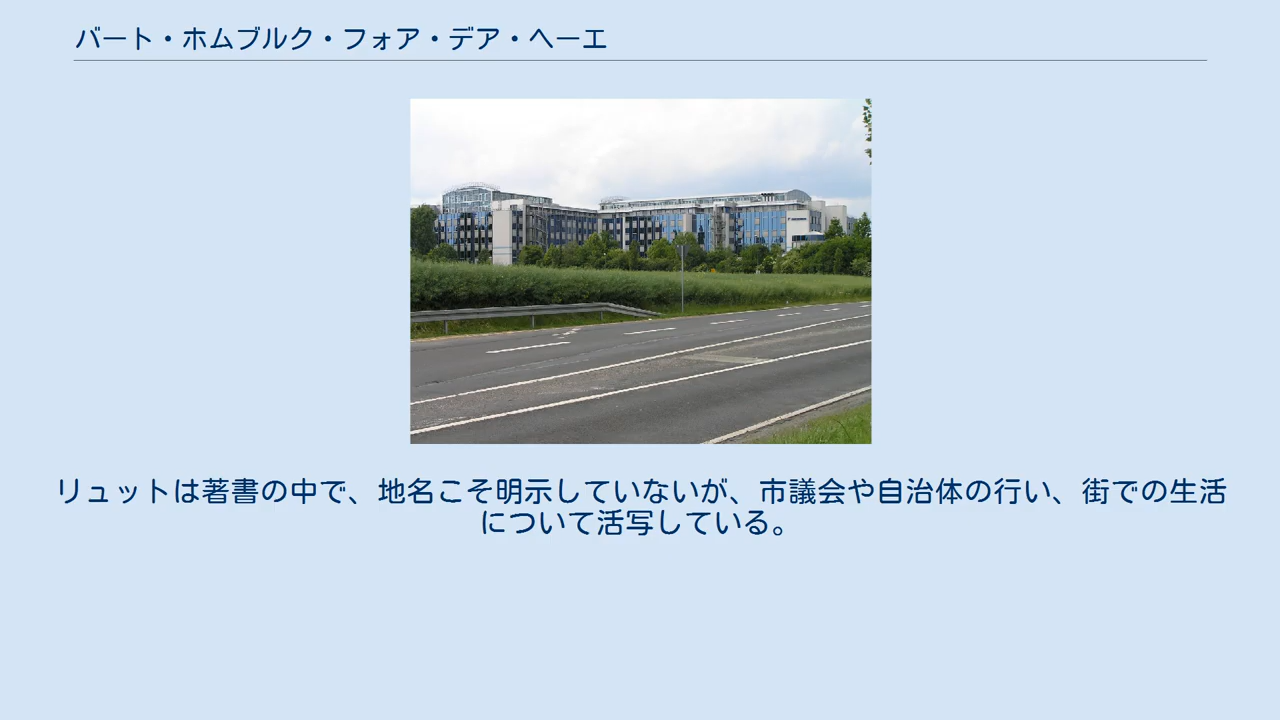 バート・ホムブルク・フォア・デア・ヘーエ
リュットは著書の中で、地名こそ明示していないが、市議会や自治体の行い、街での生活
について活写している。